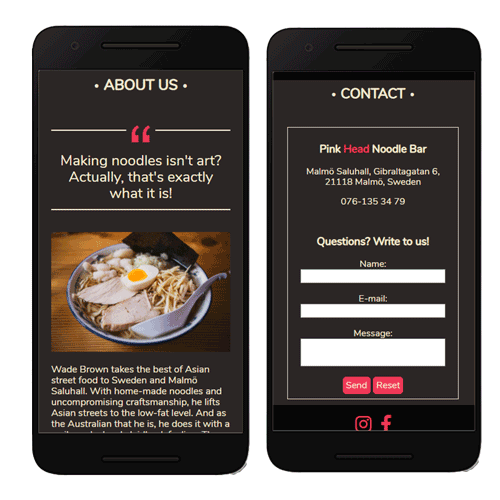 • ABOUT US •
“
Making noodles isn't art?
Actually, that's exactly
what it is!
Wade Brown takes the best of Asian
street food to Sweden and Malmö
Saluhall. With home-made noodles and
uncompromising craftsmanship, he lifts
Asian streets to the low-fat level. And as
the Australian that he is, he does it with a
• CONTACT •
Pink Head Noodle Bar
Malmö Saluhall, Gibraltagatan 6,
21118 Malmö, Sweden
076-135 34 79
Questions? Write to us!
Name:
E-mail:
Message:
Send Reset